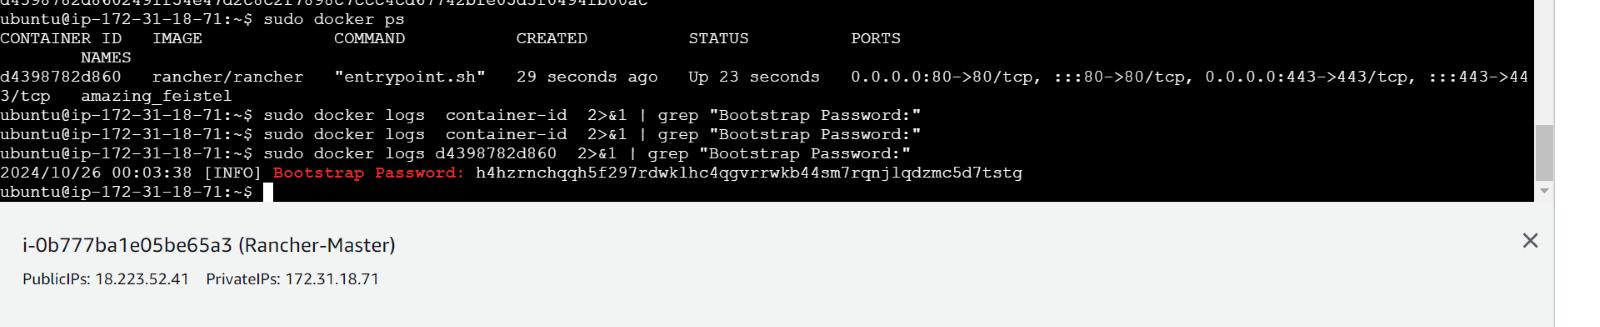 ubuntu@ip-172-31-18-71:~$ sudo docker ps
CONTAINER ID   IMAGE             COMMAND           CREATED          STATUS          PORTS
        NAMES
d4398782d860   rancher/rancher   "entrypoint.sh"   29 seconds ago   Up 23 seconds   0.0.0.0:80->80/tcp, :::80->80/tcp, 0.0.0.0:443->443/tcp, :::443->44
3/tcp   amazing_feistel
ubuntu@ip-172-31-18-71:~$ sudo docker logs  container-id  2>&1 | grep "Bootstrap Password:"
ubuntu@ip-172-31-18-71:~$ sudo docker logs  container-id  2>&1 | grep "Bootstrap Password:"
ubuntu@ip-172-31-18-71:~$ sudo docker logs d4398782d860  2>&1 | grep "Bootstrap Password:"
2024/10/26 00:03:38 [INFO] Bootstrap Password: h4hzrnchqqh5f297rdwklhc4qgvrrwkb44sm7rqnjlqdzmc5d7tstg
ubuntu@ip-172-31-18-71:~$
i-0b777ba1e05be65a3 (Rancher-Master)
PublicIPs: 18.223.52.41 PrivateIPs: 172.31.18.71